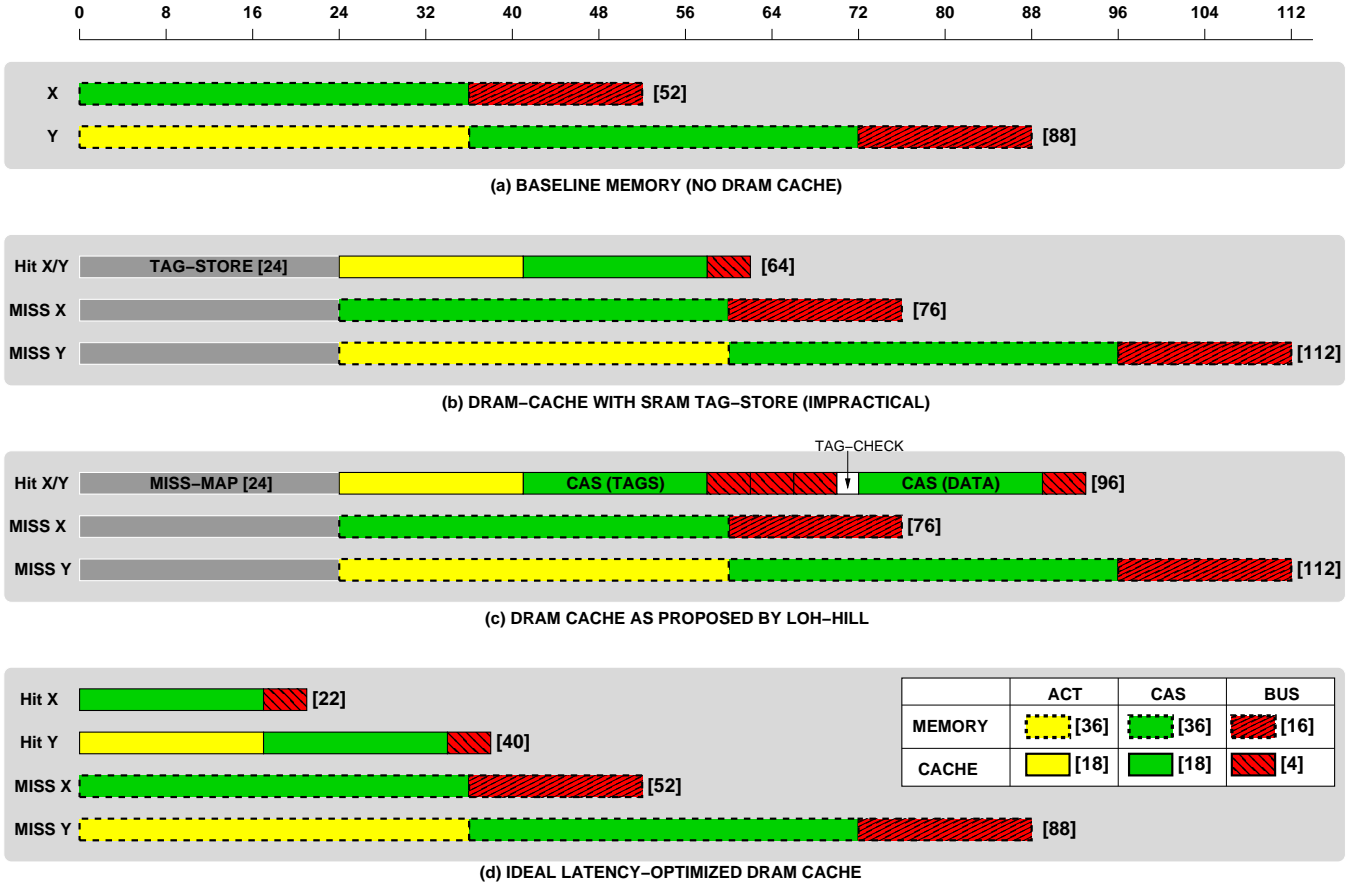 0 8 16 24 32 40 48 56 64 72 80 88 96 104 112
X [52]
Y [88]
(a) BASELINE MEMORY (NO DRAM CACHE)
Hit X/Y TAG–STORE [24] [64]
MISS X [76]
MISS Y [112]
(b) DRAM–CACHE WITH SRAM TAG–STORE (IMPRACTICAL)
TAG–CHECK
Hit X/Y MISS–MAP [24] CAS (TAGS) CAS (DATA) [96]
MISS X [76]
MISS Y [112]
(c) DRAM CACHE AS PROPOSED BY LOH–HILL
Hit X [22]
Hit Y [40]
MISS X [52]
MISS Y [88]
ACT CAS BUS
MEMORY [36] [36] [16]
CACHE [18] [18] [4]
(d) IDEAL LATENCY–OPTIMIZED DRAM CACHE